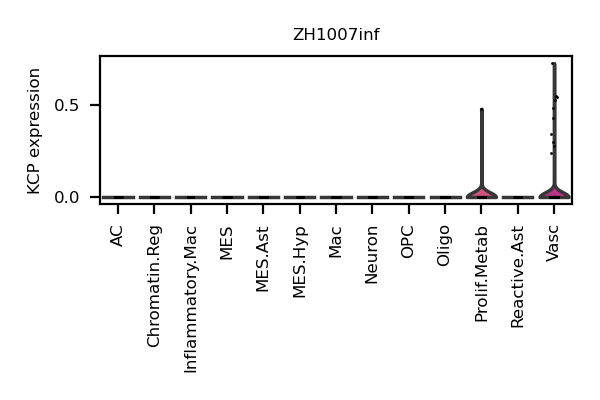 ZH1007inf
KCP expression
0.5
0.0
AC
Chromatin.Reg
Inflammatory.Mac
MES
MES.Ast
MES.Hyp
Mac
Neuron
OPC
Oligo
Prolif.Metab
Reactive.Ast
Vasc